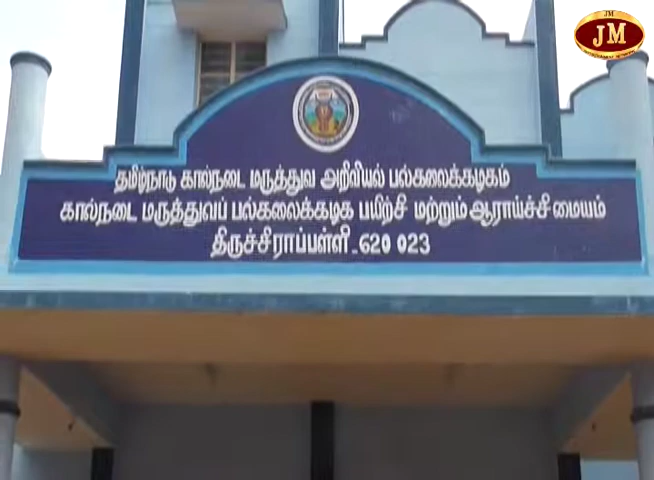 JM
தமிழ்நாடு கால்நடை மருத்துவ அறிவியல் பல்கலைக்கழகம்
கால்நடை மருத்துவப் பல்கலைக்கழக பயிற்சி மற்றும் ஆராய்ச்சி மையம்
திருச்சிராப்பள்ளி - 620 023